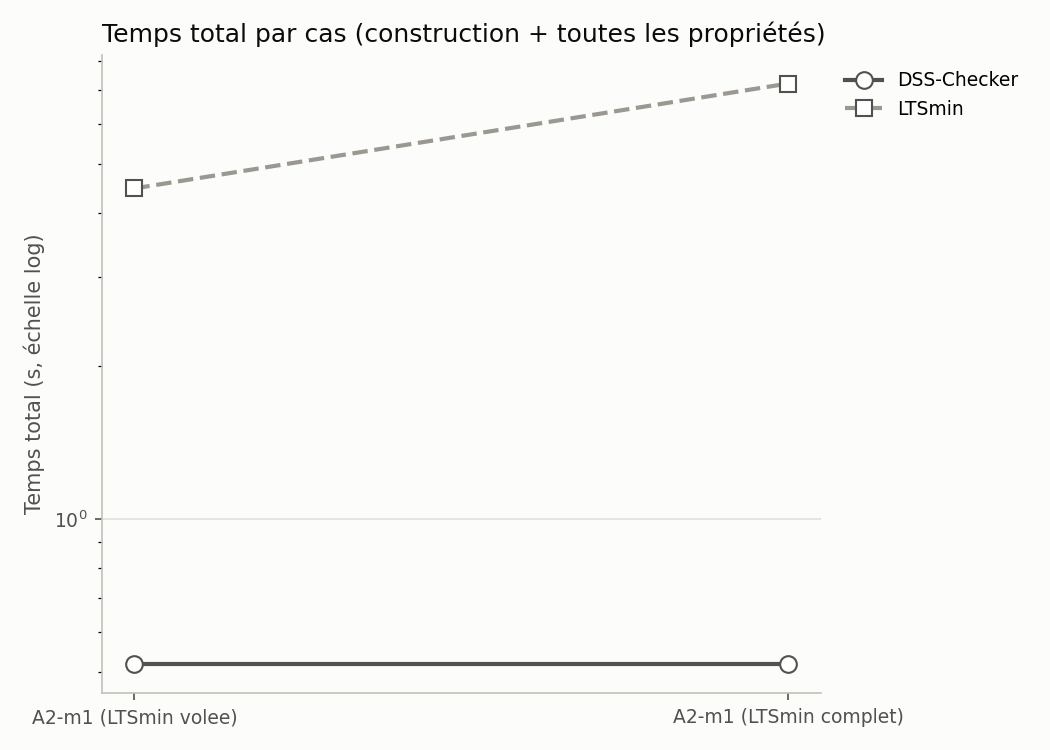 Temps total par cas (construction + toutes les propriétés)
DSS-Checker
LTSmin
Temps total (s, échelle log)
10⁰
A2-m1 (LTSmin volee)
A2-m1 (LTSmin complet)